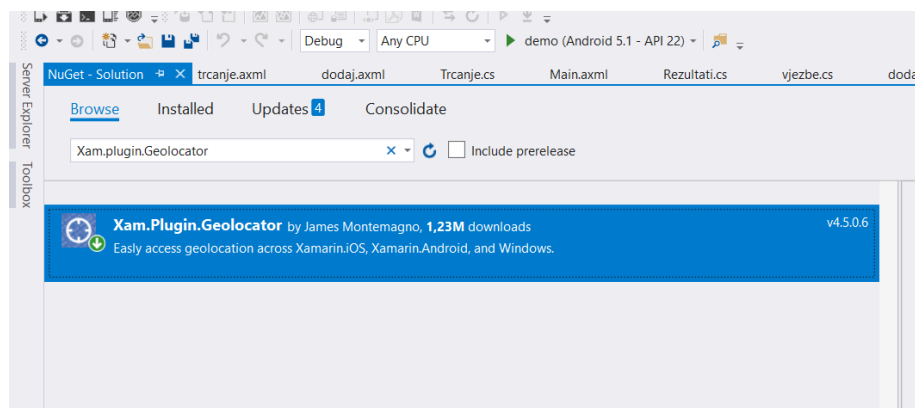 Debug Any CPU demo (Android 5.1 - API 22)
Server Explorer
Toolbox
NuGet - Solution trcanje.axml dodaj.axml Trcanje.cs Main.axml Rezultati.cs vjezbe.cs doda
Browse Installed Updates 4 Consolidate
Xam.plugin.Geolocator Include prerelease
Xam.Plugin.Geolocator by James Montemagno, 1,23M downloads v4.5.0.6
Easly access geolocation across Xamarin.iOS, Xamarin.Android, and Windows.